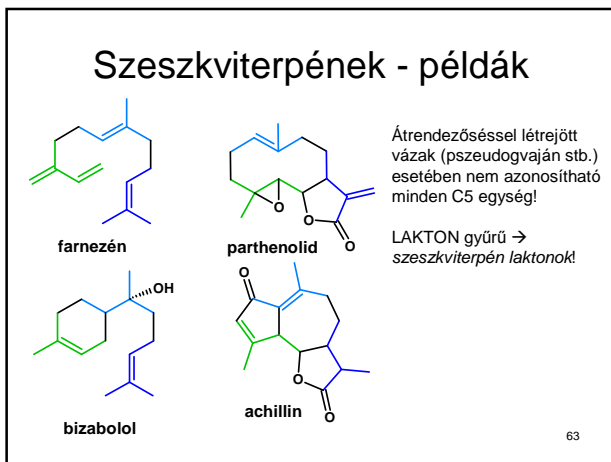 Szeszkviterpének - példák
farnezén
O
O
O
parthenolid
Átrendezőséssel létrejött
vázak (pszeudogvaján stb.)
esetében nem azonosítható
minden C5 egység!
LAKTON gyűrű →
szeszkviterpén laktonok!
OH
bizabolol
O
O
O
achillin
63